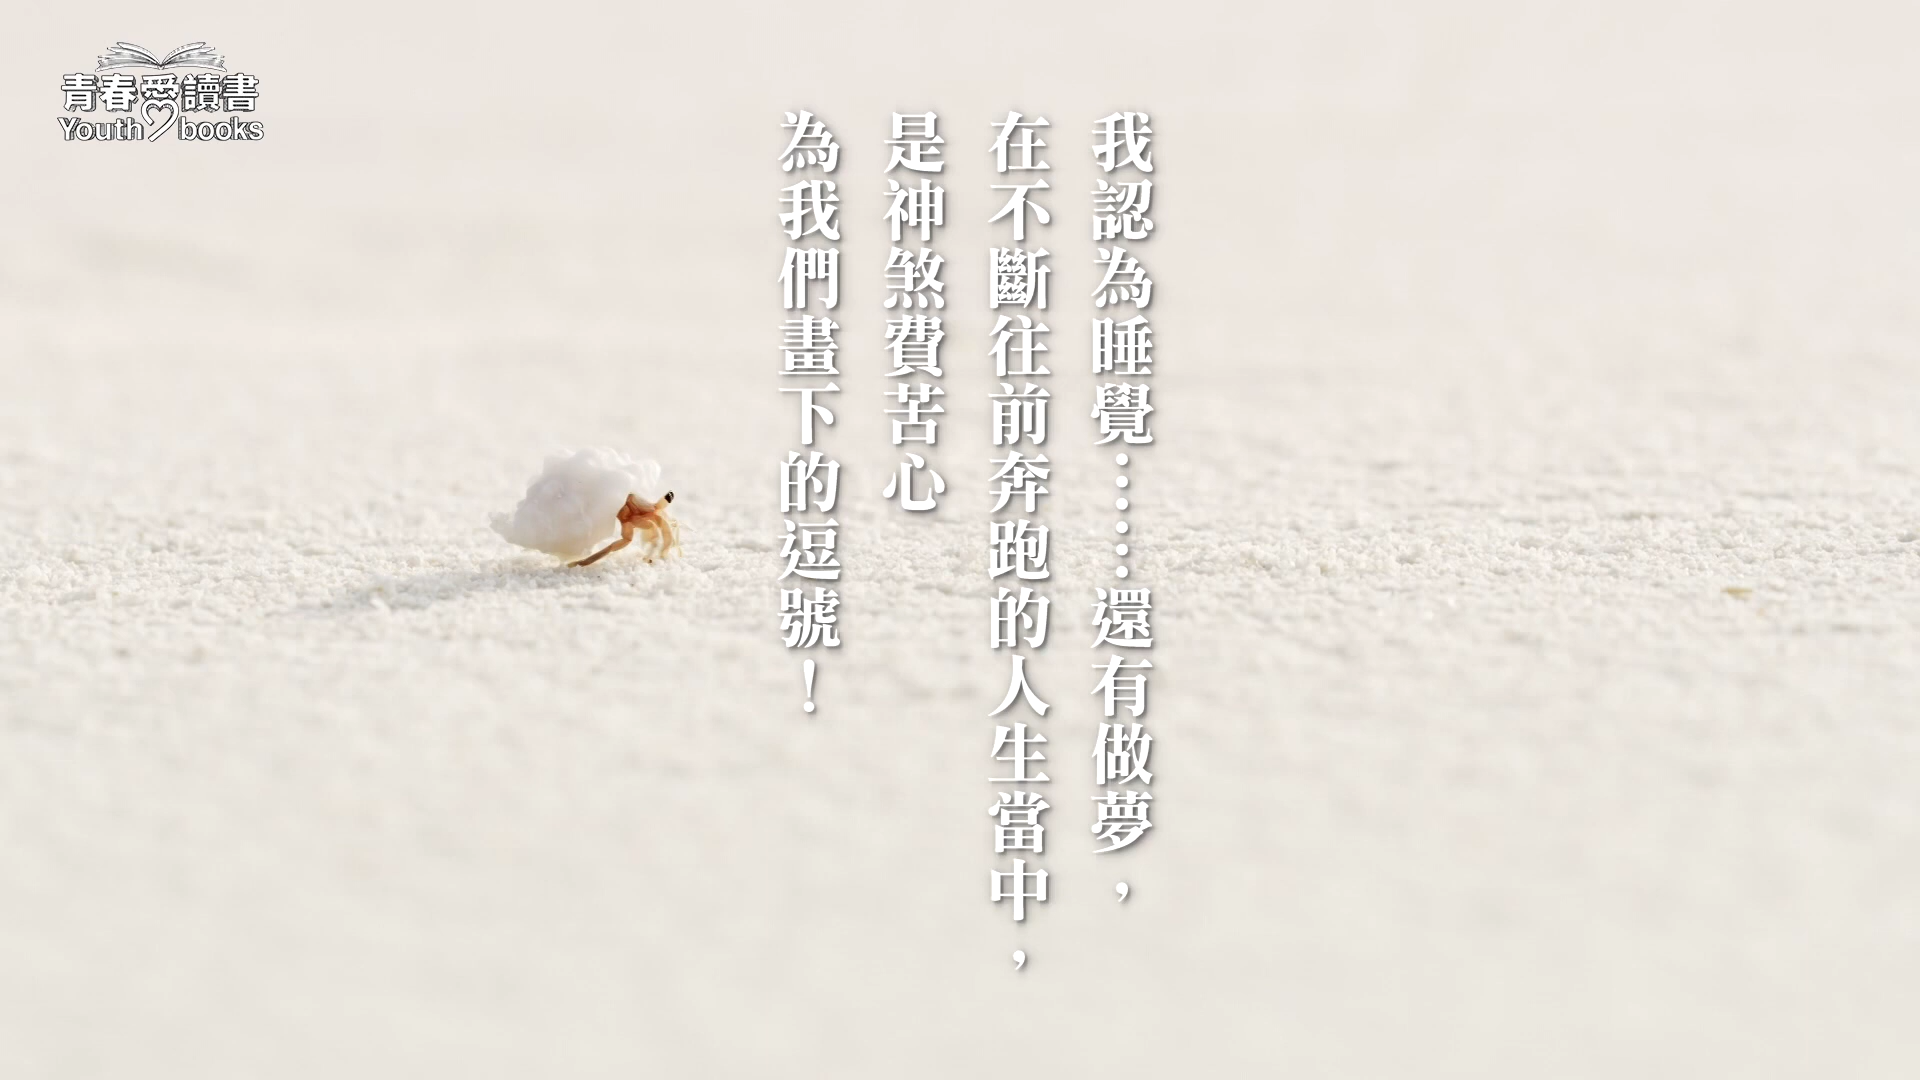 青春愛讀書
Youth books
我認為睡覺⋯⋯還有做夢，
在不斷往前奔跑的人生當中，
是神煞費苦心
為我們畫下的逗號！